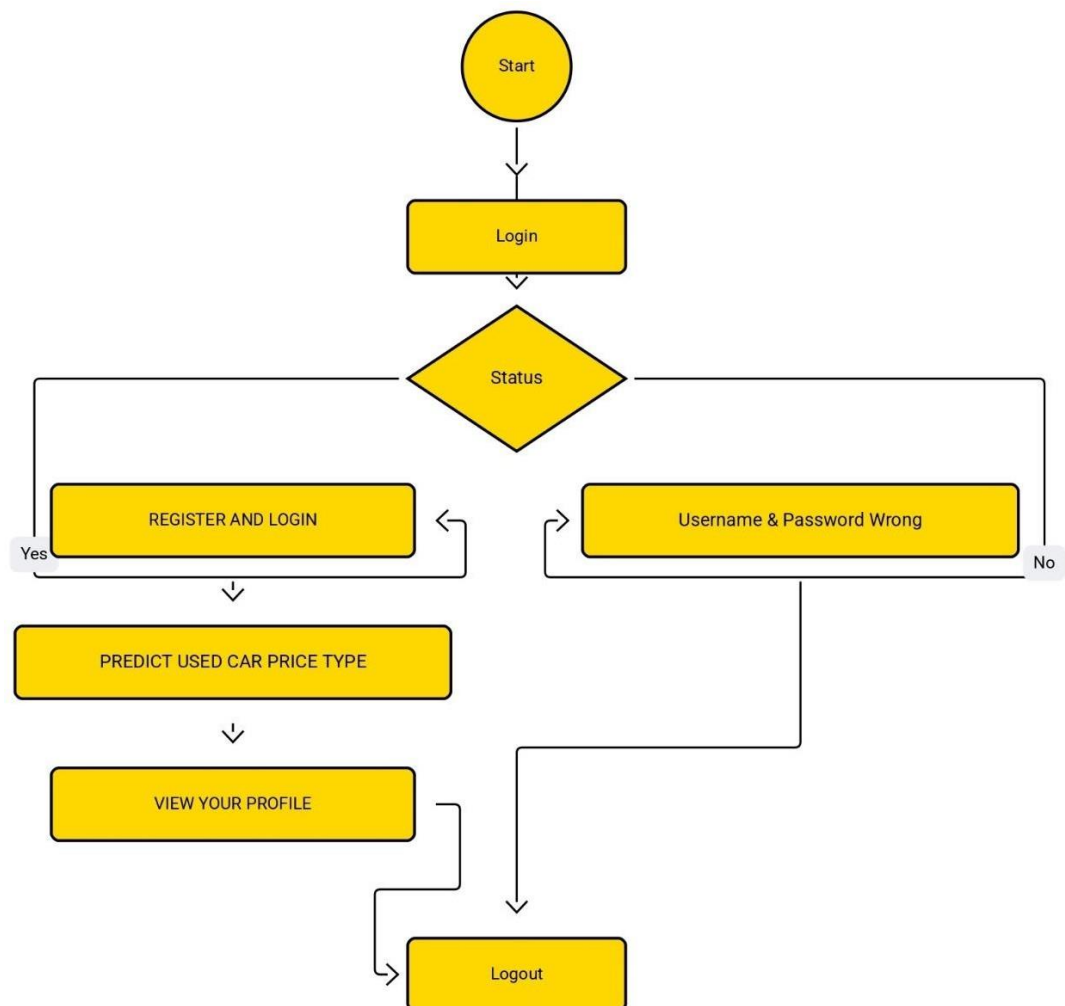 Start
Login
Status
REGISTER AND LOGIN
Username & Password Wrong
Yes
No
PREDICT USED CAR PRICE TYPE
VIEW YOUR PROFILE
Logout